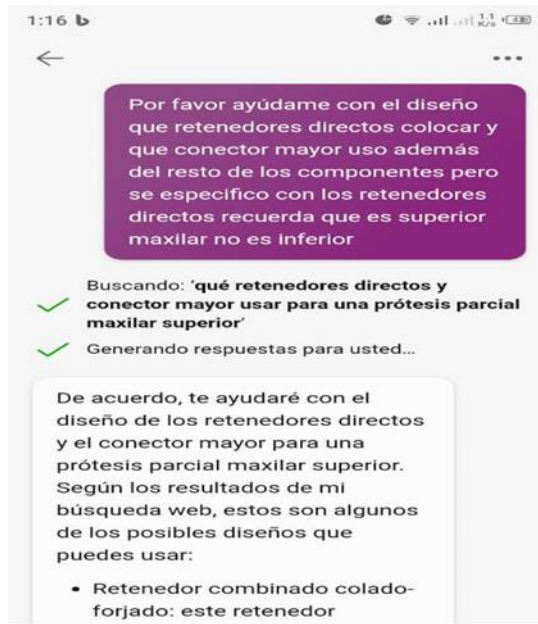 1:16
Por favor ayúdame con el diseño
que retenedores directos colocar y
que conector mayor uso además
del resto de los componentes pero
se especifico con los retenedores
directos recuerda que es superior
maxilar no es inferior
Buscando: 'qué retenedores directos y
conector mayor usar para una prótesis parcial
maxilar superior'
Generando respuestas para usted...
De acuerdo, te ayudaré con el
diseño de los retenedores directos
y el conector mayor para una
prótesis parcial maxilar superior.
Según los resultados de mi
búsqueda web, estos son algunos
de los posibles diseños que
puedes usar:
• Retenedor combinado colado-
forjado: este retenedor